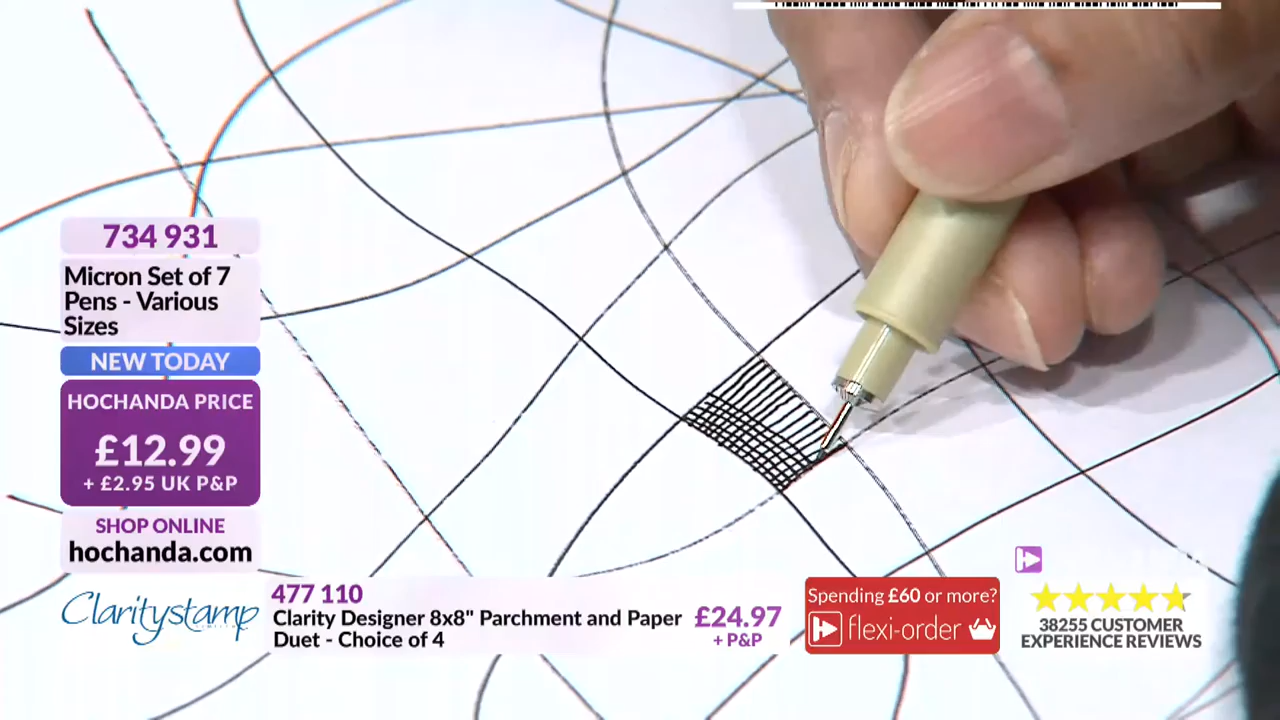 734 931
Micron Set of 7
Pens - Various
Sizes
NEW TODAY
HOCHANDA PRICE
£12.99
+ £2.95 UK P&P
SHOP ONLINE
hochanda.com
Claritystamp
477 110
Clarity Designer 8x8" Parchment and Paper
Duet - Choice of 4
£24.97
+ P&P
Spending £60 or more?
flexi-order
38255 CUSTOMER
EXPERIENCE REVIEWS